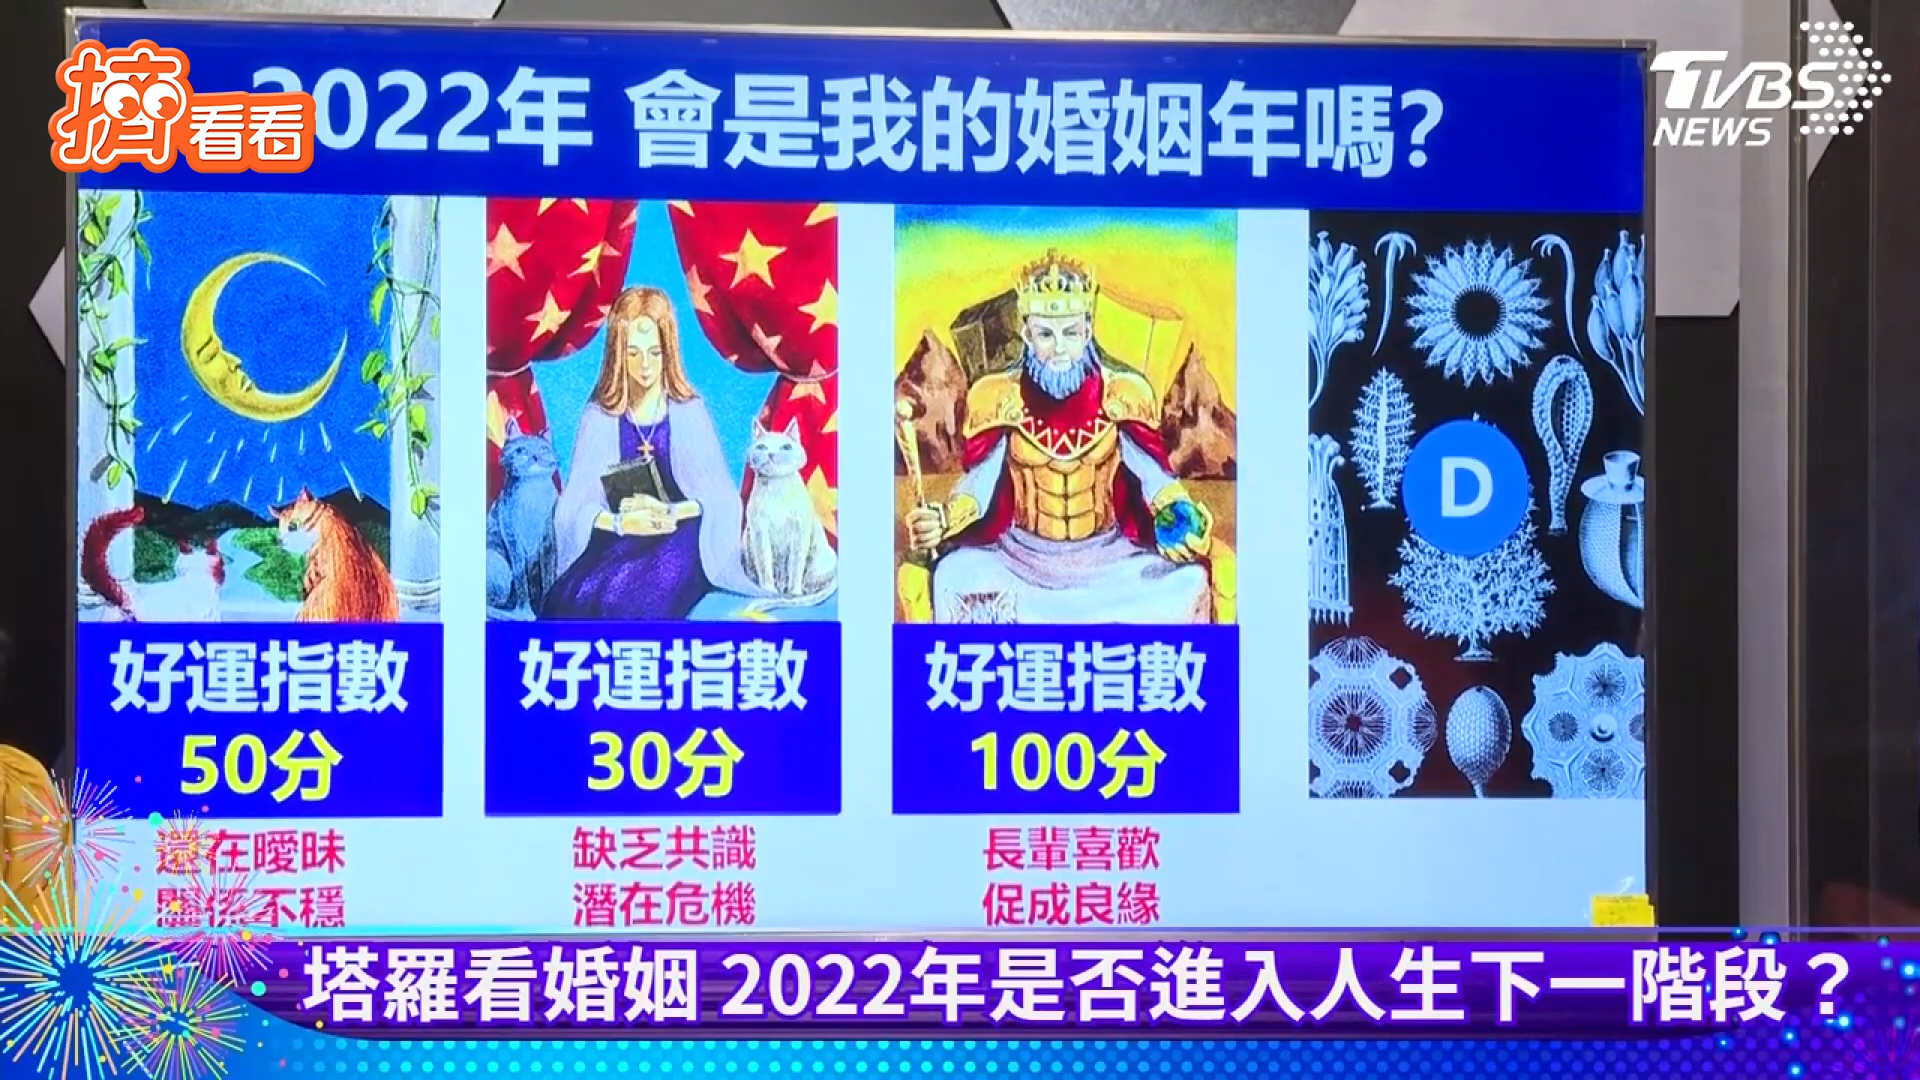 擠看看
2022年 會是我的婚姻年嗎?
TVBS
NEWS
D
好運指數
50分
還在曖昧
關係不穩
好運指數
30分
缺乏共識
潛在危機
好運指數
100分
長輩喜歡
促成良緣
塔羅看婚姻 2022年是否進入人生下一階段？